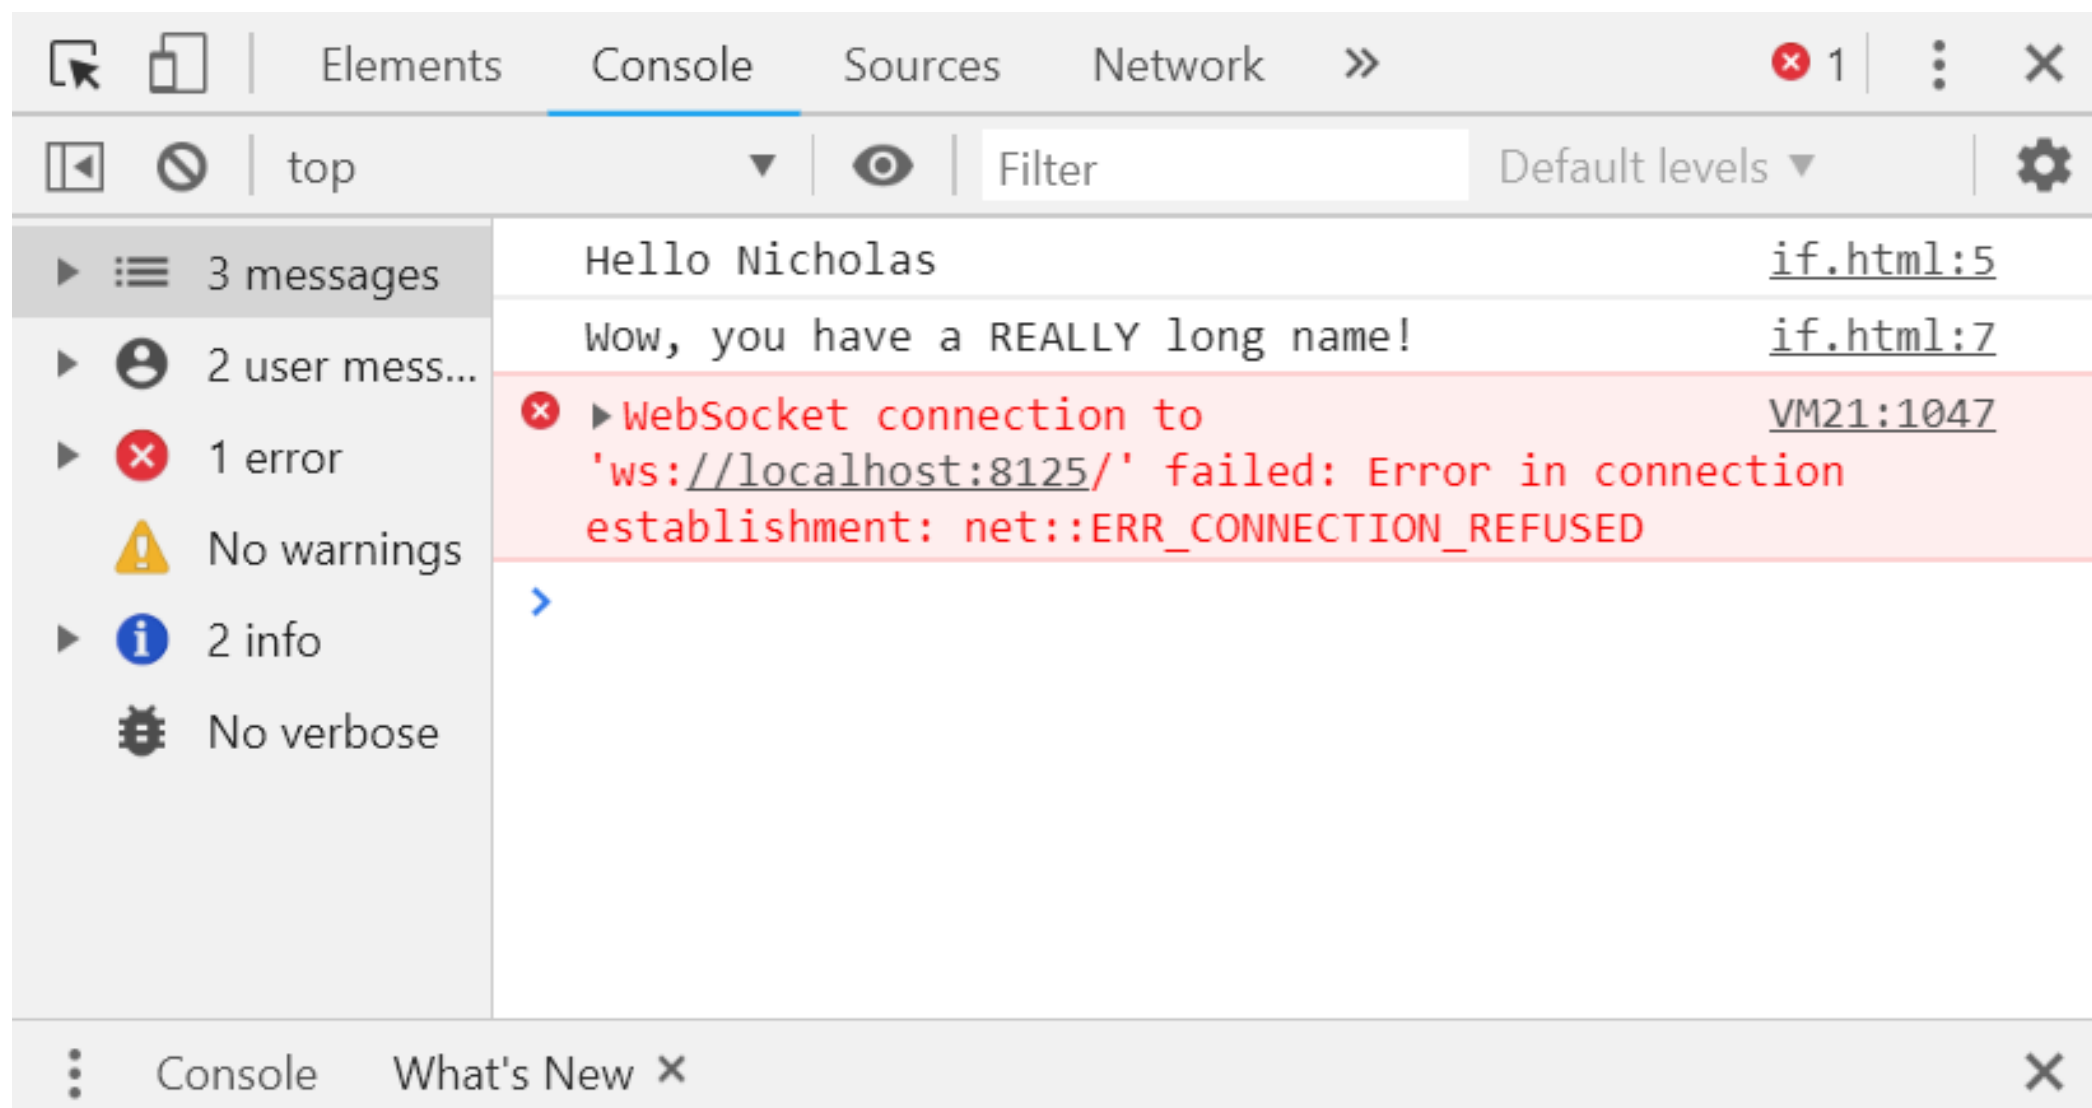 Elements Console Sources Network » 1
top Filter Default levels
3 messages
2 user mess...
1 error
No warnings
2 info
No verbose
Hello Nicholas if.html:5
Wow, you have a REALLY long name! if.html:7
WebSocket connection to VM21:1047
'ws://localhost:8125/' failed: Error in connection
establishment: net::ERR_CONNECTION_REFUSED
Console What's New